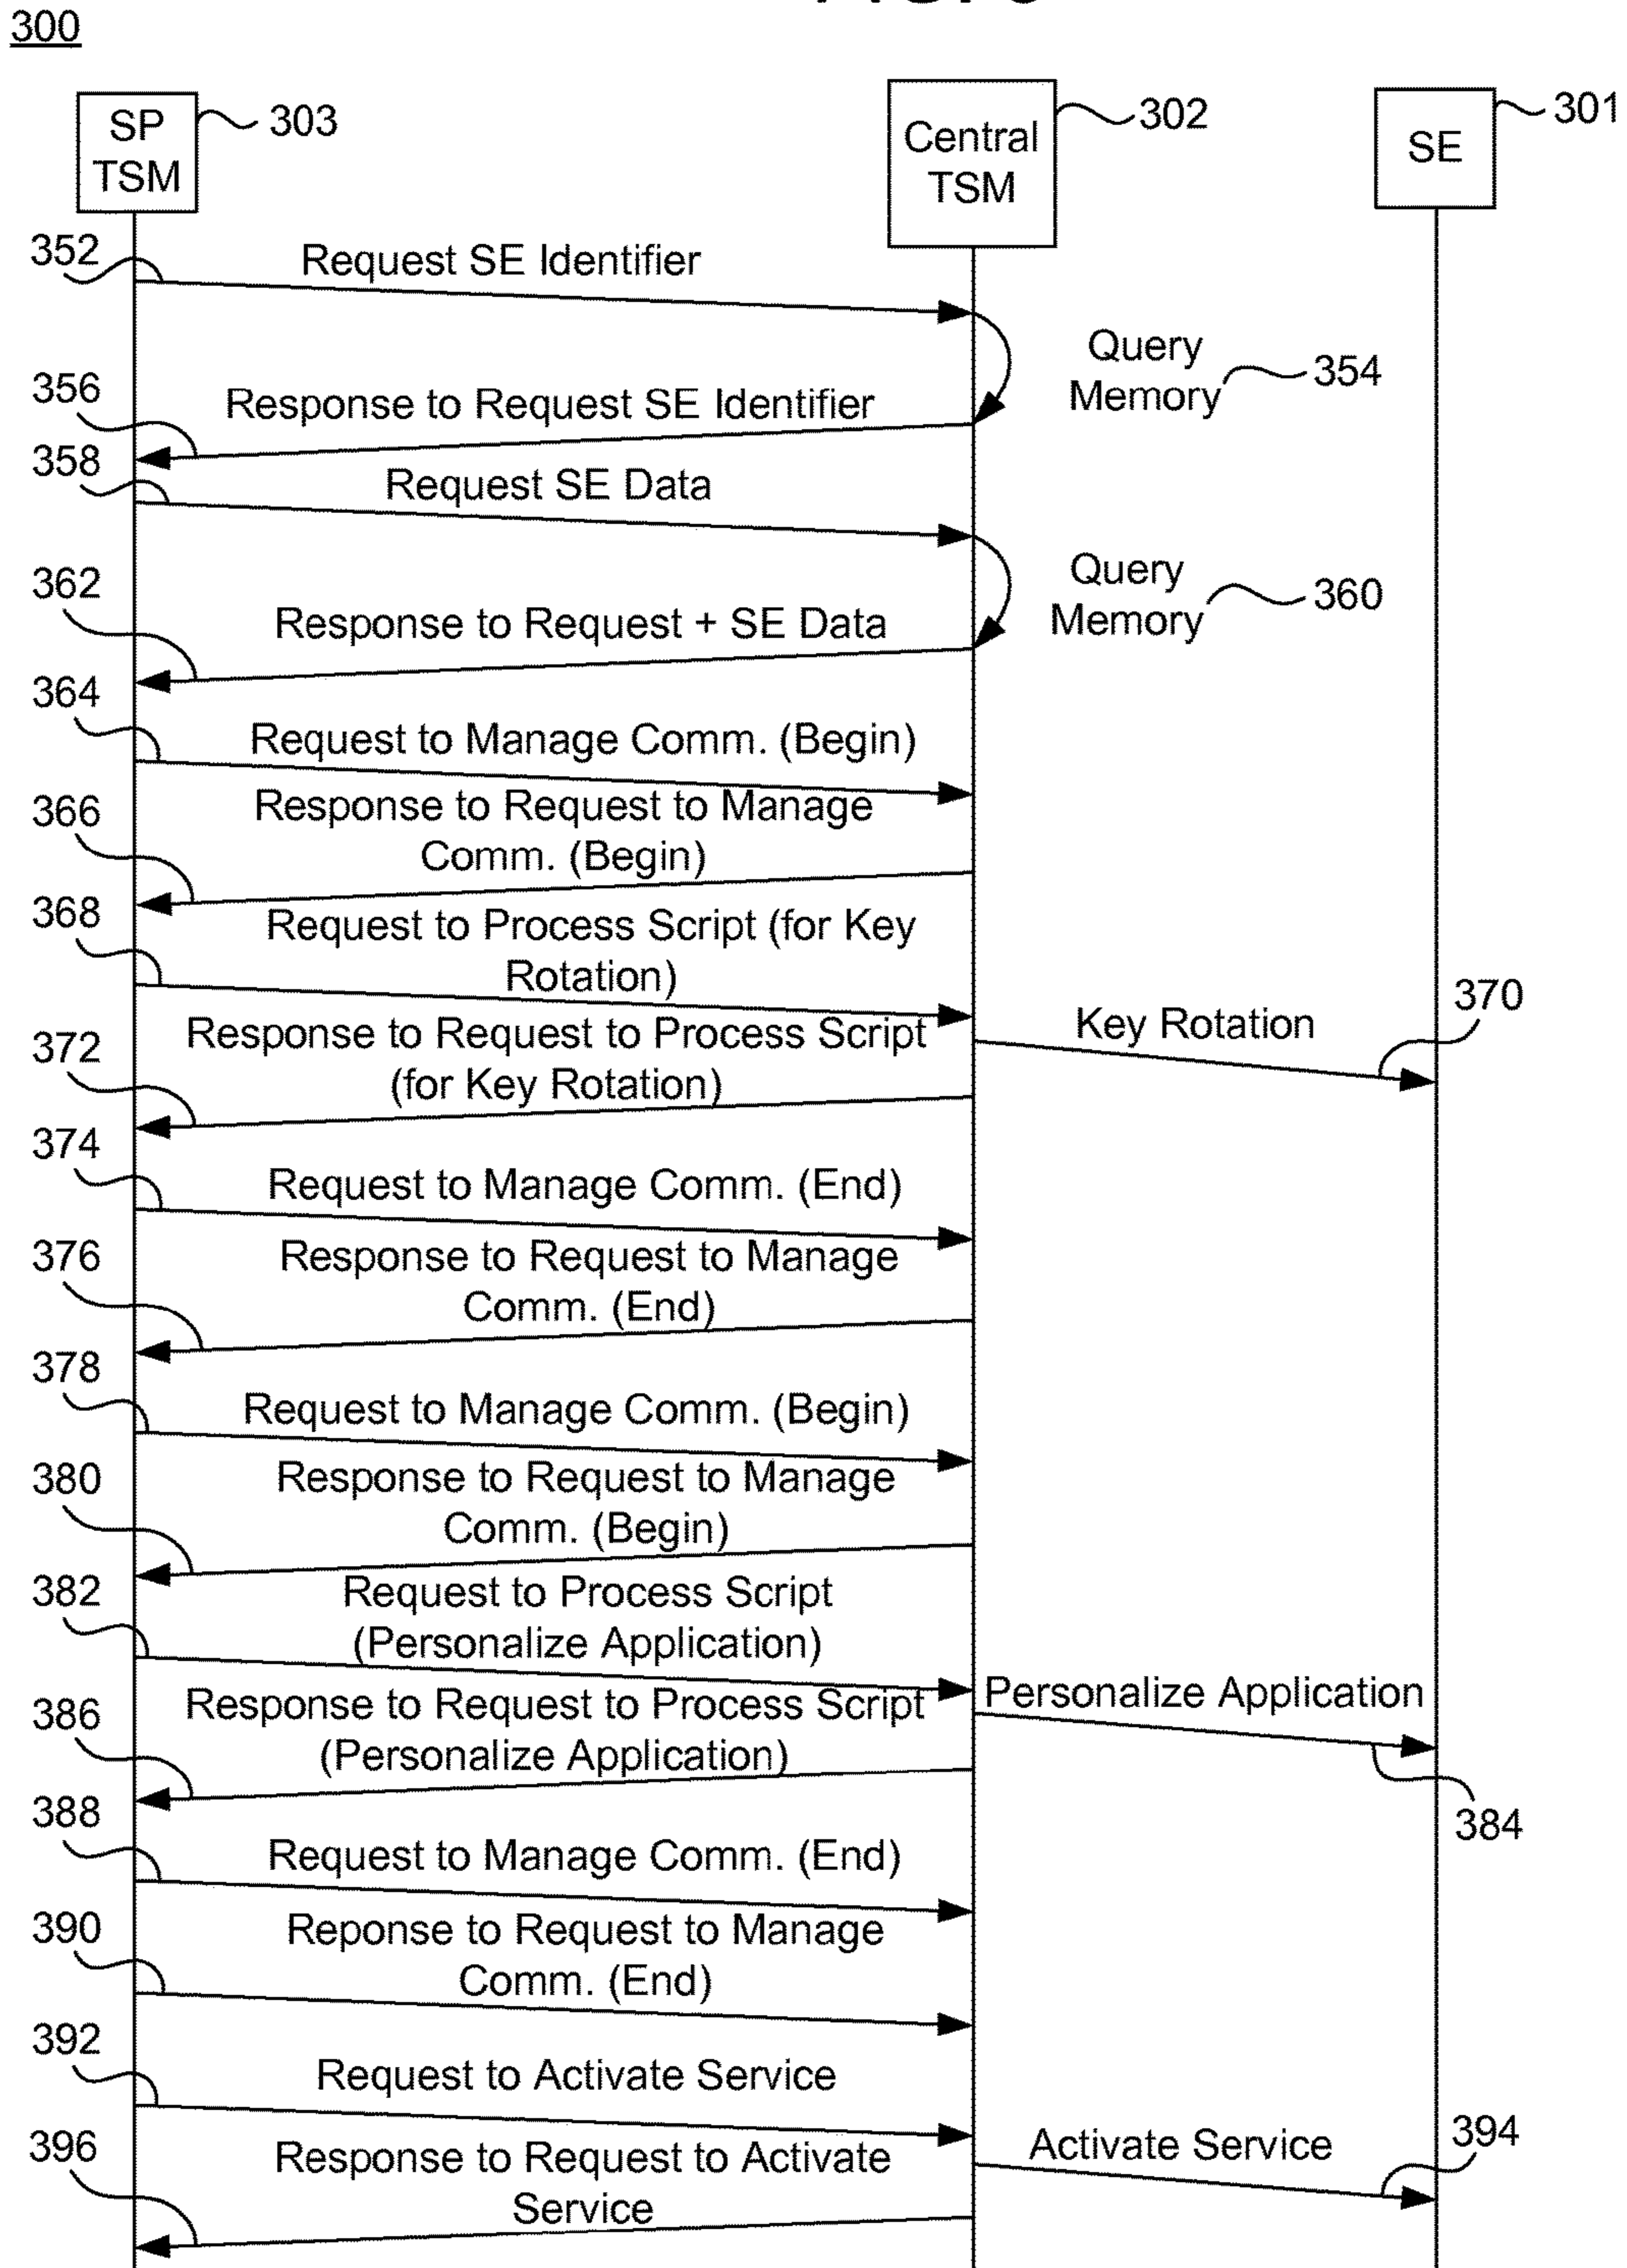 300
SP
TSM
303
Central
TSM
302
SE
301
352
Request SE Identifier
Query
Memory
354
356
Response to Request SE Identifier
358
Request SE Data
Query
Memory
360
362
Response to Request + SE Data
364
Request to Manage Comm. (Begin)
366
Response to Request to Manage
Comm. (Begin)
368
Request to Process Script (for Key
Rotation)
370
Key Rotation
372
Response to Request to Process Script
(for Key Rotation)
374
Request to Manage Comm. (End)
376
Response to Request to Manage
Comm. (End)
378
Request to Manage Comm. (Begin)
380
Response to Request to Manage
Comm. (Begin)
382
Request to Process Script
(Personalize Application)
Personalize Application
384
386
Response to Request to Process Script
(Personalize Application)
388
Request to Manage Comm. (End)
390
Reponse to Request to Manage
Comm. (End)
392
Request to Activate Service
Activate Service
394
396
Response to Request to Activate
Service